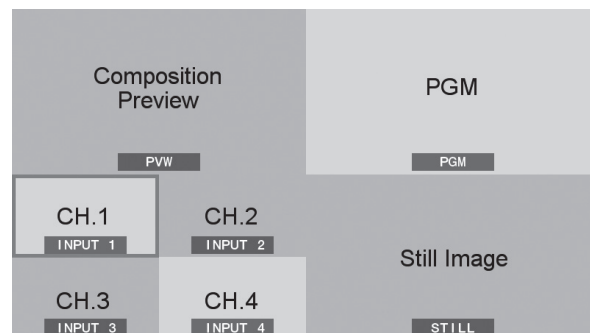 Composition
Preview
PVW
PGM
PGM
CH.1
INPUT 1
CH.2
INPUT 2
CH.3
INPUT 3
CH.4
INPUT 4
Still Image
STILL